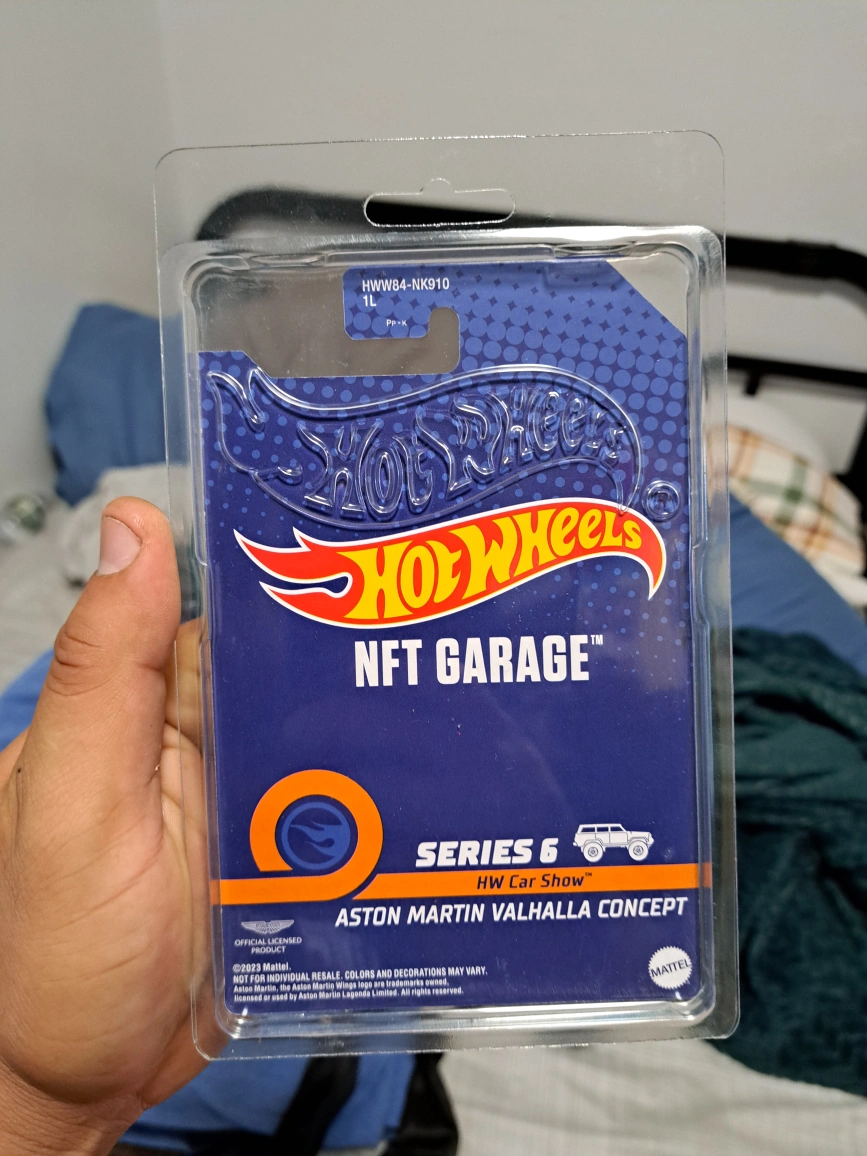 HWW84-NK910
1L
PP-K
HOT WHEELS
®
HOT WHEELS
NFT GARAGE™
SERIES 6
HW Car Show™
ASTON MARTIN VALHALLA CONCEPT
OFFICIAL LICENSED
PRODUCT
©2023 Mattel.
NOT FOR INDIVIDUAL RESALE. COLORS AND DECORATIONS MAY VARY.
Aston Martin, the Aston Martin Wings logo are trademarks owned,
licensed or used by Aston Martin Lagonda Limited. All rights reserved.
MATTEL